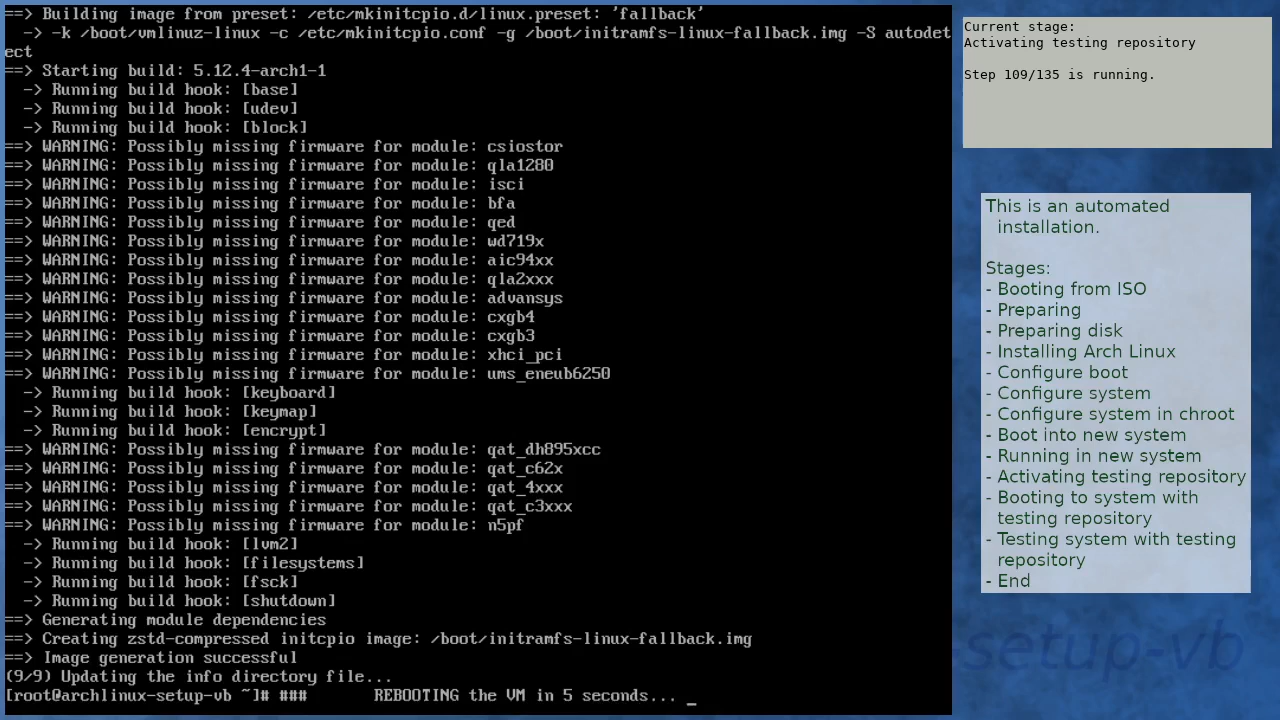 ==> Building image from preset: /etc/mkinitcpio.d/linux.preset: 'fallback'
  -> -k /boot/vmlinuz-linux -c /etc/mkinitcpio.conf -g /boot/initramfs-linux-fallback.img -S autodet
ect
==> Starting build: 5.12.4-arch1-1
  -> Running build hook: [base]
  -> Running build hook: [udev]
  -> Running build hook: [block]
==> WARNING: Possibly missing firmware for module: csiostor
==> WARNING: Possibly missing firmware for module: qla1280
==> WARNING: Possibly missing firmware for module: isci
==> WARNING: Possibly missing firmware for module: bfa
==> WARNING: Possibly missing firmware for module: qed
==> WARNING: Possibly missing firmware for module: wd719x
==> WARNING: Possibly missing firmware for module: aic94xx
==> WARNING: Possibly missing firmware for module: qla2xxx
==> WARNING: Possibly missing firmware for module: advansys
==> WARNING: Possibly missing firmware for module: cxgb4
==> WARNING: Possibly missing firmware for module: cxgb3
==> WARNING: Possibly missing firmware for module: xhci_pci
==> WARNING: Possibly missing firmware for module: ums_eneub6250
  -> Running build hook: [keyboard]
  -> Running build hook: [keymap]
  -> Running build hook: [encrypt]
==> WARNING: Possibly missing firmware for module: qat_dh895xcc
==> WARNING: Possibly missing firmware for module: qat_c62x
==> WARNING: Possibly missing firmware for module: qat_4xxx
==> WARNING: Possibly missing firmware for module: qat_c3xxx
==> WARNING: Possibly missing firmware for module: n5pf
  -> Running build hook: [lvm2]
  -> Running build hook: [filesystems]
  -> Running build hook: [fsck]
  -> Running build hook: [shutdown]
==> Generating module dependencies
==> Creating zstd-compressed initcpio image: /boot/initramfs-linux-fallback.img
==> Image generation successful
(9/9) Updating the info directory file...
[root@archlinux-setup-vb ~]# ###       REBOOTING the VM in 5 seconds... _
Current stage:
Activating testing repository
Step 109/135 is running.
This is an automated
installation.
Stages:
- Booting from ISO
- Preparing
- Preparing disk
- Installing Arch Linux
- Configure boot
- Configure system
- Configure system in chroot
- Boot into new system
- Running in new system
- Activating testing repository
- Booting to system with
testing repository
- Testing system with testing
repository
- End
-setup-vb